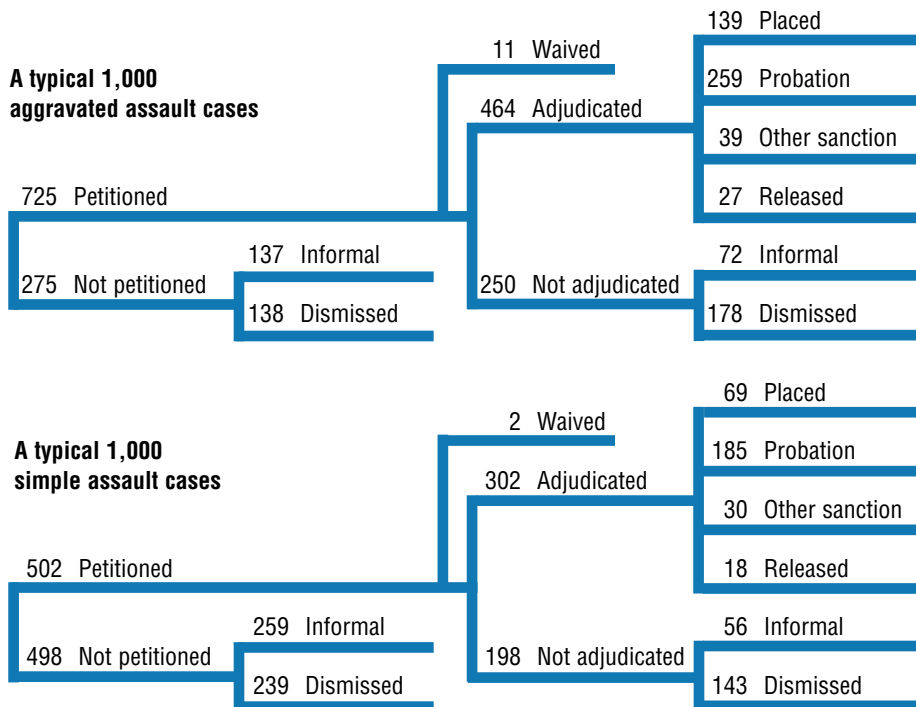 139 Placed
11 Waived
A typical 1,000
aggravated assault cases
259 Probation
464 Adjudicated
39 Other sanction
725 Petitioned
27 Released
137 Informal
72 Informal
275 Not petitioned
250 Not adjudicated
138 Dismissed
178 Dismissed
69 Placed
2 Waived
A typical 1,000
simple assault cases
185 Probation
302 Adjudicated
30 Other sanction
502 Petitioned
18 Released
259 Informal
56 Informal
498 Not petitioned
198 Not adjudicated
239 Dismissed
143 Dismissed